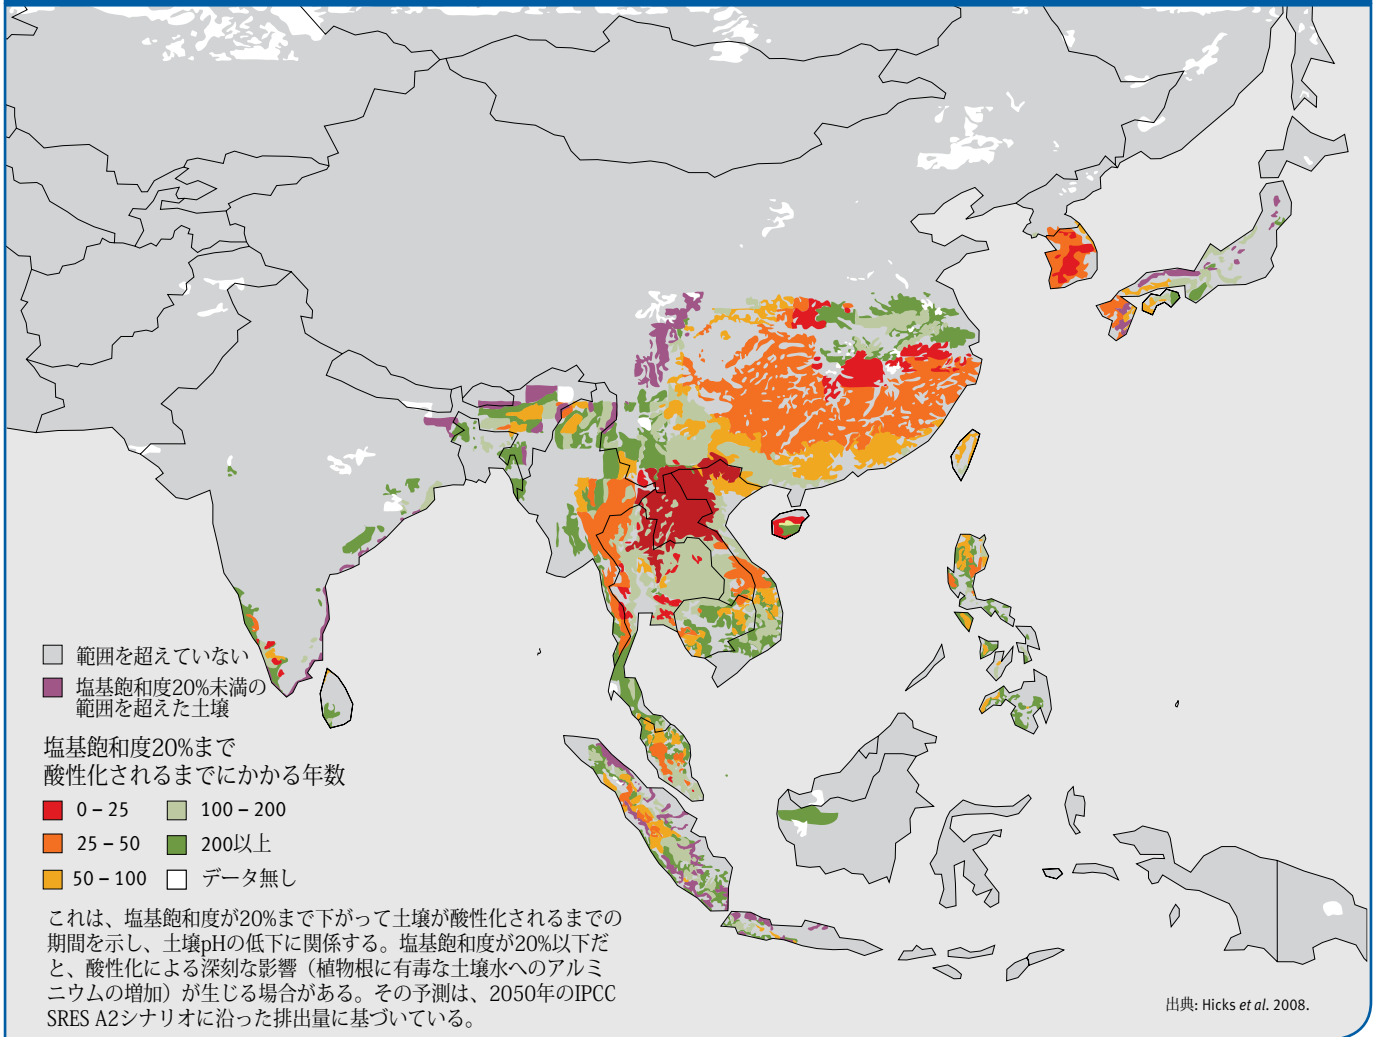 範囲を超えていない
塩基飽和度20%未満の
範囲を超えた土壌
塩基飽和度20%まで
酸性化されるまでにかかる年数
0 – 25
100 – 200
25 – 50
200以上
50 – 100
データ無し
これは、塩基飽和度が20%まで下がって土壌が酸性化されるまでの
期間を示し、土壌pHの低下に関係する。塩基飽和度が20%以下だ
と、酸性化による深刻な影響（植物根に有毒な土壌水へのアルミ
ニウムの増加）が生じる場合がある。その予測は、2050年のIPCC
SRES A2シナリオに沿った排出量に基づいている。
出典: Hicks et al. 2008.